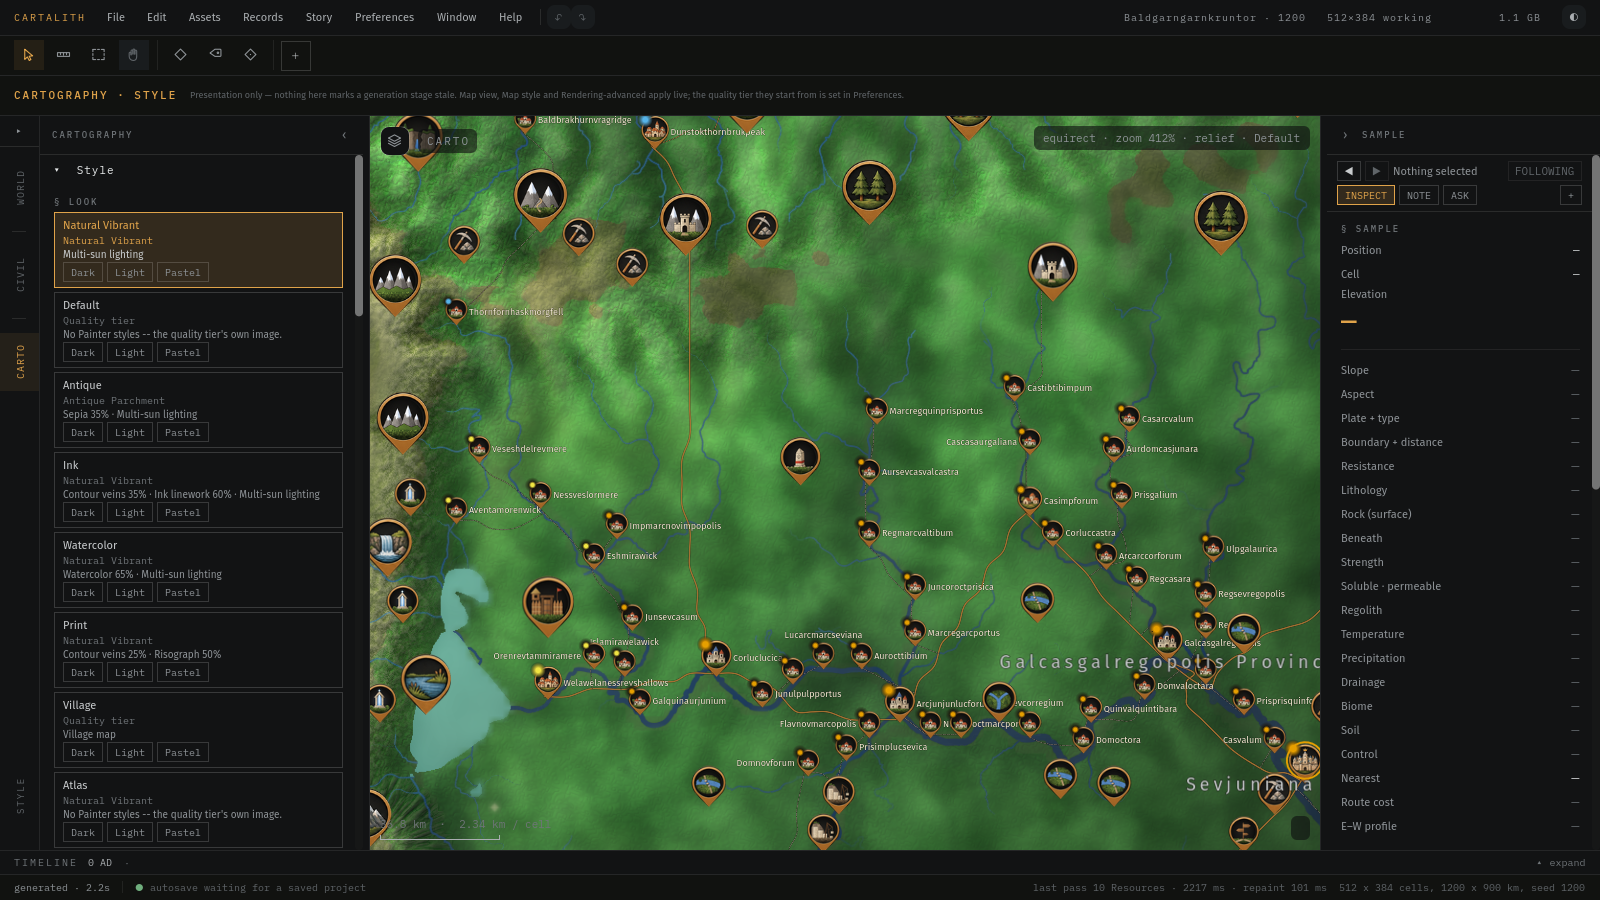 CARTALITH File Edit Assets Records Story Preferences Window Help Baldgarngarnkruntor · 1200 512×384 working 1.1 GB
CARTOGRAPHY · STYLE Presentation only — nothing here marks a generation stage stale. Map view, Map style and Rendering-advanced apply live; the quality tier they start from is set in Preferences.
WORLD
CIVIL
CARTO
STYLE
CARTOGRAPHY
Style
§ LOOK
Natural Vibrant
Natural Vibrant
Multi-sun lighting
Dark Light Pastel
Default
Quality tier
No Painter styles -- the quality tier's own image.
Dark Light Pastel
Antique
Antique Parchment
Sepia 35% · Multi-sun lighting
Dark Light Pastel
Ink
Natural Vibrant
Contour veins 35% · Ink linework 60% · Multi-sun lighting
Dark Light Pastel
Watercolor
Natural Vibrant
Watercolor 65% · Multi-sun lighting
Dark Light Pastel
Print
Natural Vibrant
Contour veins 25% · Risograph 50%
Dark Light Pastel
Village
Quality tier
Village map
Dark Light Pastel
Atlas
Natural Vibrant
No Painter styles -- the quality tier's own image.
Dark Light Pastel
CARTO
equirect · zoom 412% · relief · Default
Baldbrakhurnvragridge
Dunstokthornbrukpeak
Thornfornhaskmorgfell
Castibtibimpum
Marcregquinprisportus
Casarcvalum
Cascasaurgaliana
Aurdomcasjunara
Veseshdelrevmere
Aursevcasvalcastra
Nessveslormere
Prisgalium
Casimpforum
Aventamorenwick
Impmarcnovimpopolis
Regmarcvaltibum
Corluccastra
Eshmirawick
Arcarccorforum
Ulpgalaurica
Regcasara
Juncoroctprisica
Regsevregopolis
Junsevcasum
Re
Marcregarcportus
Lucarcmarcseviana
Galcasgalre
Orenrevtammiramere
Corluclucica
Aurocttibium
Galcasgalregopolis Provinc
Welawelanessrevshallows
Domvaloctara
Galquinaurjunium
Junulpulpportus
Arcjunjunlucforu
vcorregium
Quinvalquintibara
Prisprisquinfo
Flavnovmarcopolis
octmarcpor
Domoctora
Casvalum
Prisimplucsevica
Domnovforum
Sevjuniana
2.34 km / cell
› SAMPLE
Nothing selected FOLLOWING
INSPECT NOTE ASK +
§ SAMPLE
Position —
Cell —
Elevation
—
Slope —
Aspect —
Plate + type —
Boundary + distance —
Resistance —
Lithology —
Rock (surface) —
Beneath —
Strength —
Soluble · permeable —
Regolith —
Temperature —
Precipitation —
Drainage —
Biome —
Soil —
Control —
Nearest —
Route cost —
E–W profile —
TIMELINE 0 AD · expand
generated · 2.2s autosave waiting for a saved project last pass 10 Resources · 2217 ms · repaint 101 ms 512 x 384 cells, 1200 x 900 km, seed 1200